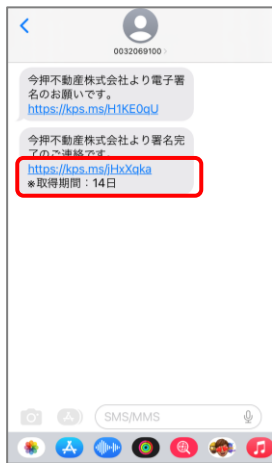 0032069100
今押不動産株式会社より電子署
名のお願いです。
https://kps.ms/H1KE0qU
今押不動産株式会社より署名完
了のご連絡です。
https://kps.ms/jHxXqka
※取得期間：14日
SMS/MMS